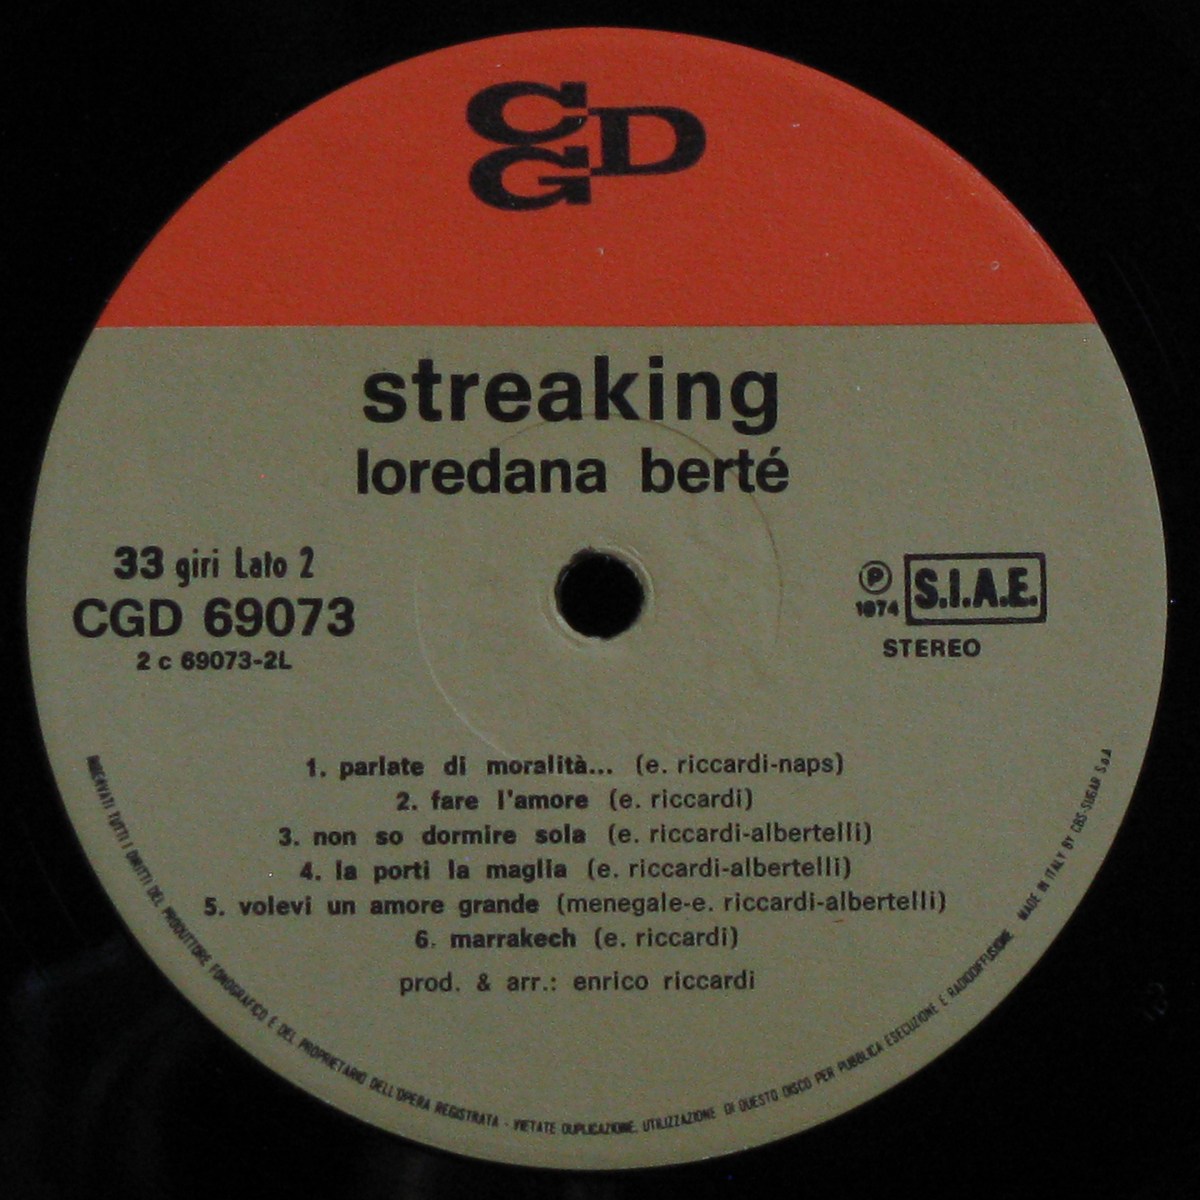 CGD
streaking
loredana berté
33 giri Lato 2
CGD 69073
2 c 69073-2L
℗ 1974
S.I.A.E.
STEREO
1. parlate di moralità... (e. riccardi-naps)
2. fare l'amore (e. riccardi)
3. non so dormire sola (e. riccardi-albertelli)
4. la porti la maglia (e. riccardi-albertelli)
5. volevi un amore grande (menegale-e. riccardi-albertelli)
6. marrakech (e. riccardi)
prod. & arr.: enrico riccardi
RISERVATI TUTTI I DIRITTI DEL PRODUTTORE FONOGRAFICO E DEL PROPRIETARIO DELL'OPERA REGISTRATA - VIETATE DUPLICAZIONE, UTILIZZAZIONE DI QUESTO DISCO PER PUBBLICA ESECUZIONE E RADIODIFFUSIONE MADE IN ITALY BY CBS-SUGAR S.p.A.